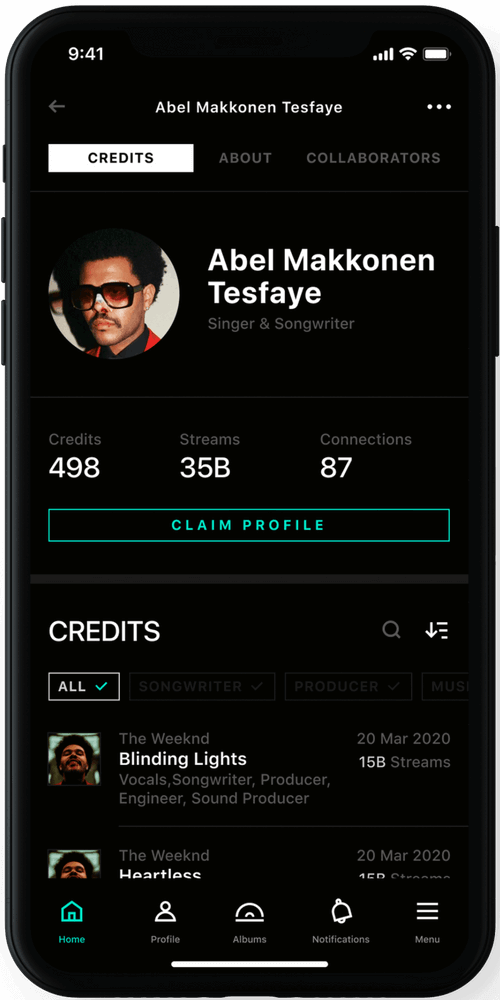 9:41
Abel Makkonen Tesfaye
CREDITS ABOUT COLLABORATORS
Abel Makkonen
Tesfaye
Singer & Songwriter
Credits Streams Connections
498 35B 87
CLAIM PROFILE
CREDITS
ALL SONGWRITER PRODUCER
The Weeknd 20 Mar 2020
Blinding Lights 15B Streams
Vocals,Songwriter, Producer,
Engineer, Sound Producer
The Weeknd 20 Mar 2020
Heartless 15B Streams
Home Profile Albums Notifications Menu